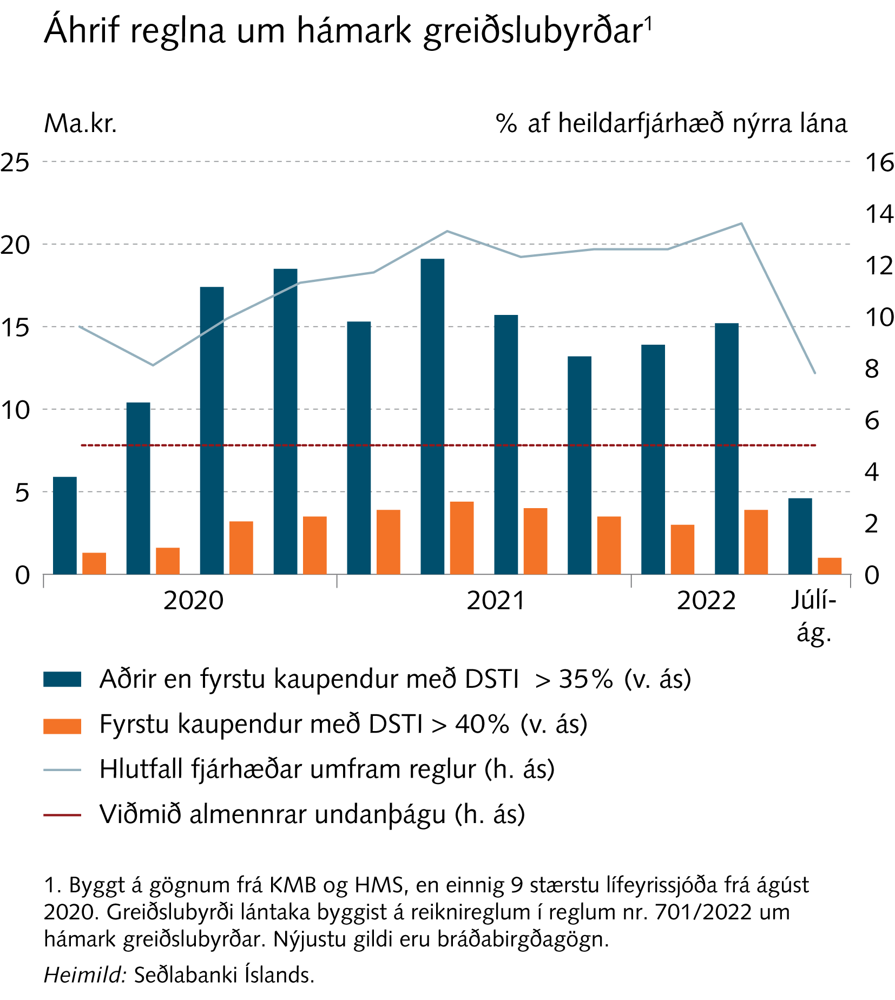 Áhrif reglna um hámark greiðslubyrðar¹
Ma.kr.
% af heildarfjárhæð nýrra lána
25
20
15
10
5
0
16
14
12
10
8
6
4
2
0
2020
2021
2022
Júlí-
ág.
Aðrir en fyrstu kaupendur með DSTI > 35% (v. ás)
Fyrstu kaupendur með DSTI > 40% (v. ás)
Hlutfall fjárhæðar umfram reglur (h. ás)
Viðmið almennrar undanþágu (h. ás)
1. Byggt á gögnum frá KMB og HMS, en einnig 9 stærstu lífeyrissjóða frá ágúst
2020. Greiðslubyrði lántaka byggist á reiknireglum í reglum nr. 701/2022 um
hámark greiðslubyrðar. Nýjustu gildi eru bráðabirgðagögn.
Heimild: Seðlabanki Íslands.